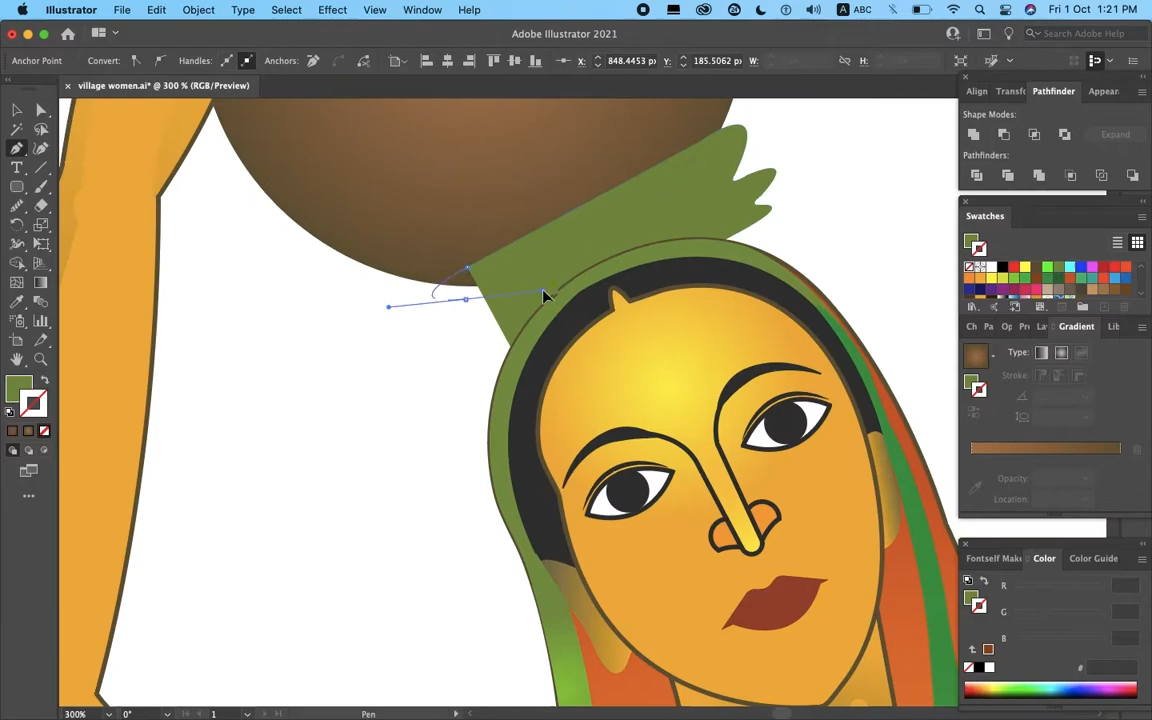 Illustrator File Edit Object Type Select Effect View Window Help A ABC Fri 1 Oct 1:21 PM
Adobe Illustrator 2021 Search Adobe Help
Anchor Point Convert: Handles: Anchors: X: 848.4453 px Y: 185.5062 px W: H:
× village women.ai* @ 300 % (RGB/Preview)
Align Transfo Pathfinder Appear
Shape Modes:
Expand
Pathfinders:
Swatches
Pa Op Pro La Gradient Lib
Type:
Stroke:
Opacity:
Location:
Fontself Make Color Color Guide
R
G
B
#
300% 0° 1 Pen